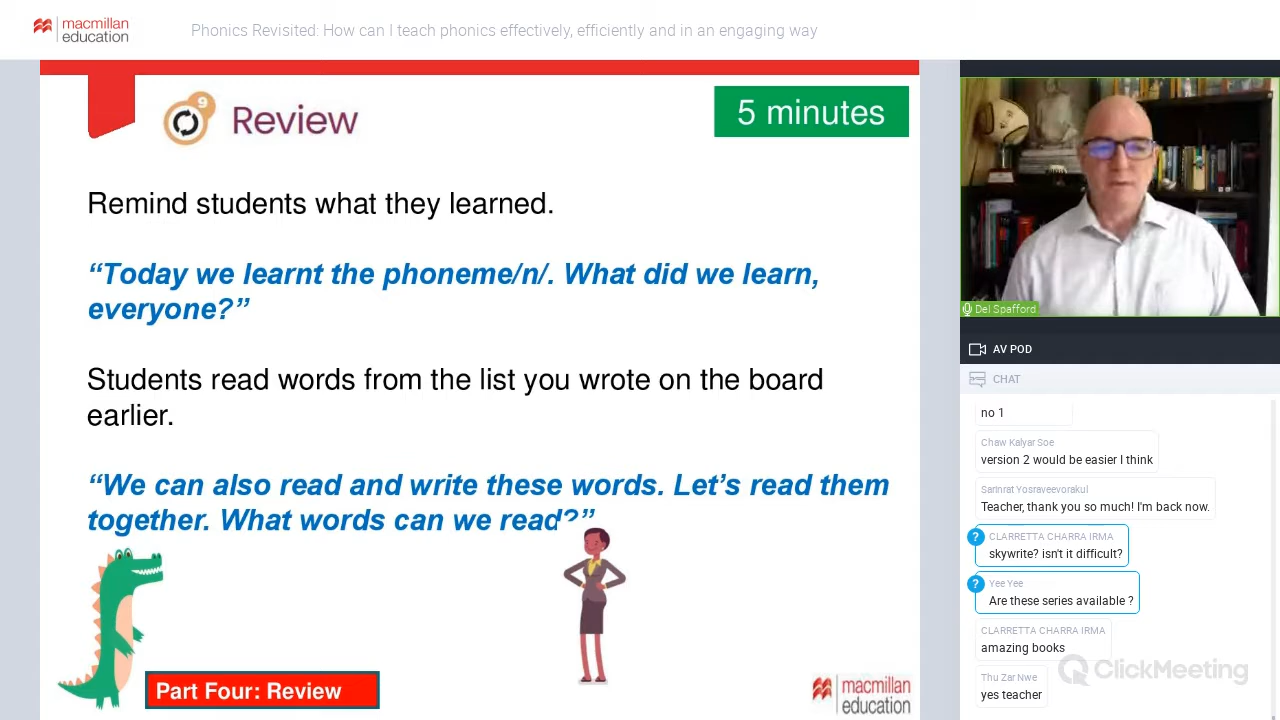 macmillan
education
Phonics Revisited: How can I teach phonics effectively, efficiently and in an engaging way
9
Review
5 minutes
Remind students what they learned.
“Today we learnt the phoneme/n/. What did we learn,
everyone?”
Students read words from the list you wrote on the board
earlier.
“We can also read and write these words. Let’s read them
together. What words can we read?”
Part Four: Review
macmillan
education
Del Spafford
AV POD
CHAT
no 1
Chaw Kalyar Soe
version 2 would be easier I think
Sarinrat Yosraveevorakul
Teacher, thank you so much! I'm back now.
?
CLARRETTA CHARRA IRMA
skywrite? isn't it difficult?
?
Yee Yee
Are these series available ?
CLARRETTA CHARRA IRMA
amazing books
Thu Zar Nwe
yes teacher
ClickMeeting